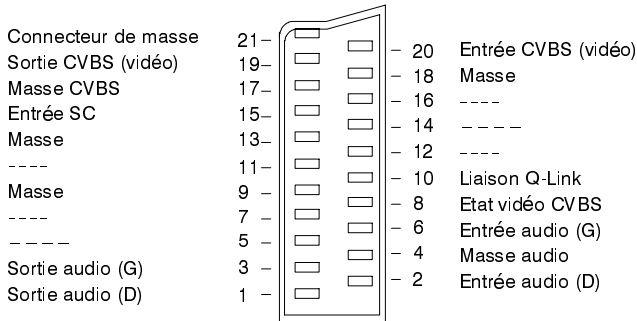 Connecteur de masse 21 –
Sortie CVBS (vidéo) 19 –
Masse CVBS 17 –
Entrée SC 15 –
Masse 13 –
---- 11 –
Masse 9 –
---- 7 –
– – – – 5 –
Sortie audio (G) 3 –
Sortie audio (D) 1 –
– 20 Entrée CVBS (vidéo)
– 18 Masse
– 16 ----
– 14 – – – –
– 12 ----
– 10 Liaison Q-Link
– 8 Etat vidéo CVBS
– 6 Entrée audio (G)
– 4 Masse audio
– 2 Entrée audio (D)